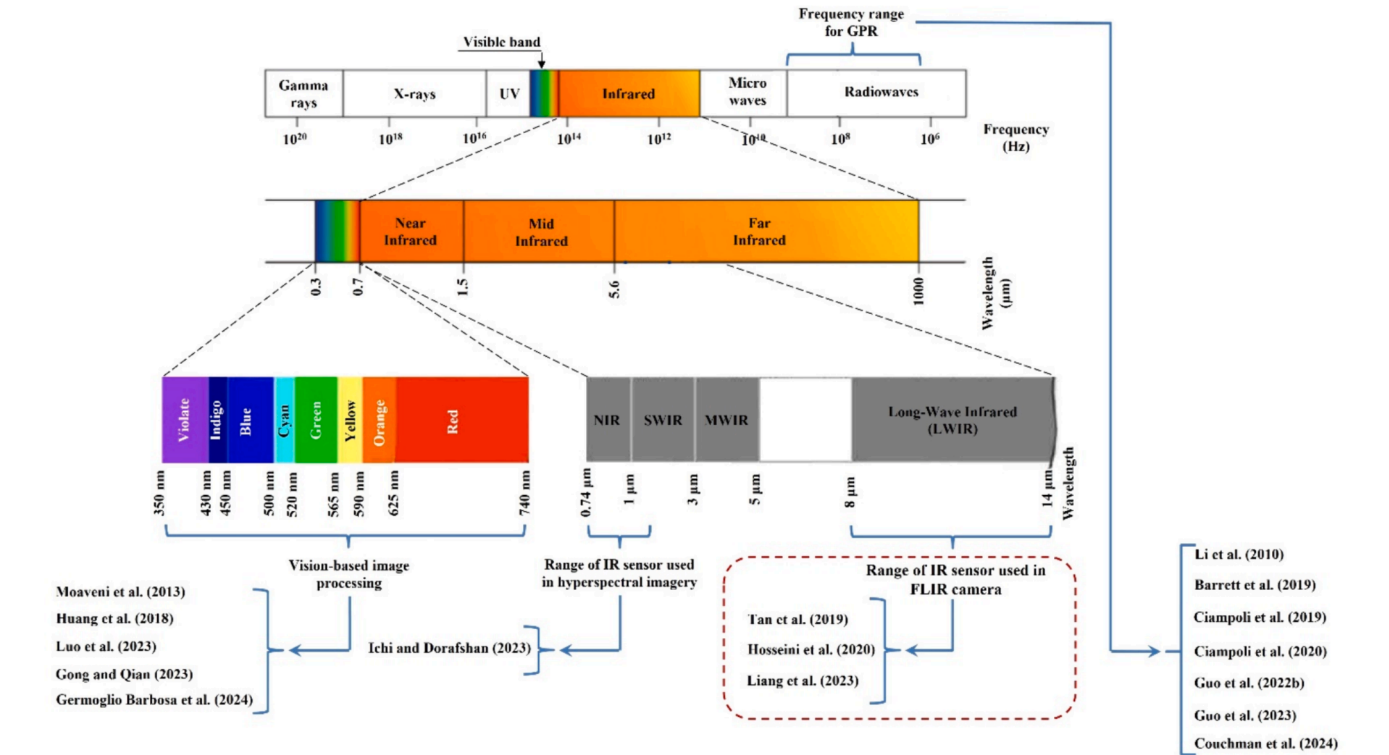 Frequency range
for GPR
Visible band
Gamma
rays
X-rays
UV
Infrared
Micro
waves
Radiowaves
10²⁰
10¹⁸
10¹⁶
10¹⁴
10¹²
10¹⁰
10⁸
10⁶
Frequency
(Hz)
Near
Infrared
Mid
Infrared
Far
Infrared
0.3
0.7
1.5
5.6
1000
Wavelength
(µm)
Violate
Indigo
Blue
Cyan
Green
Yellow
Orange
Red
NIR
SWIR
MWIR
Long-Wave Infrared
(LWIR)
350 nm
430 nm
450 nm
500 nm
520 nm
565 nm
590 nm
625 nm
740 nm
0.74 µm
1 µm
3 µm
5 µm
8 µm
14 µm
Wavelength
Vision-based image
processing
Moaveni et al. (2013)
Huang et al. (2018)
Luo et al. (2023)
Gong and Qian (2023)
Germoglio Barbosa et al. (2024)
Range of IR sensor used
in hyperspectral imagery
Ichi and Dorafshan (2023)
Range of IR sensor used in
FLIR camera
Tan et al. (2019)
Hosseini et al. (2020)
Liang et al. (2023)
Li et al. (2010)
Barrett et al. (2019)
Ciampoli et al. (2019)
Ciampoli et al. (2020)
Guo et al. (2022b)
Guo et al. (2023)
Couchman et al. (2024)